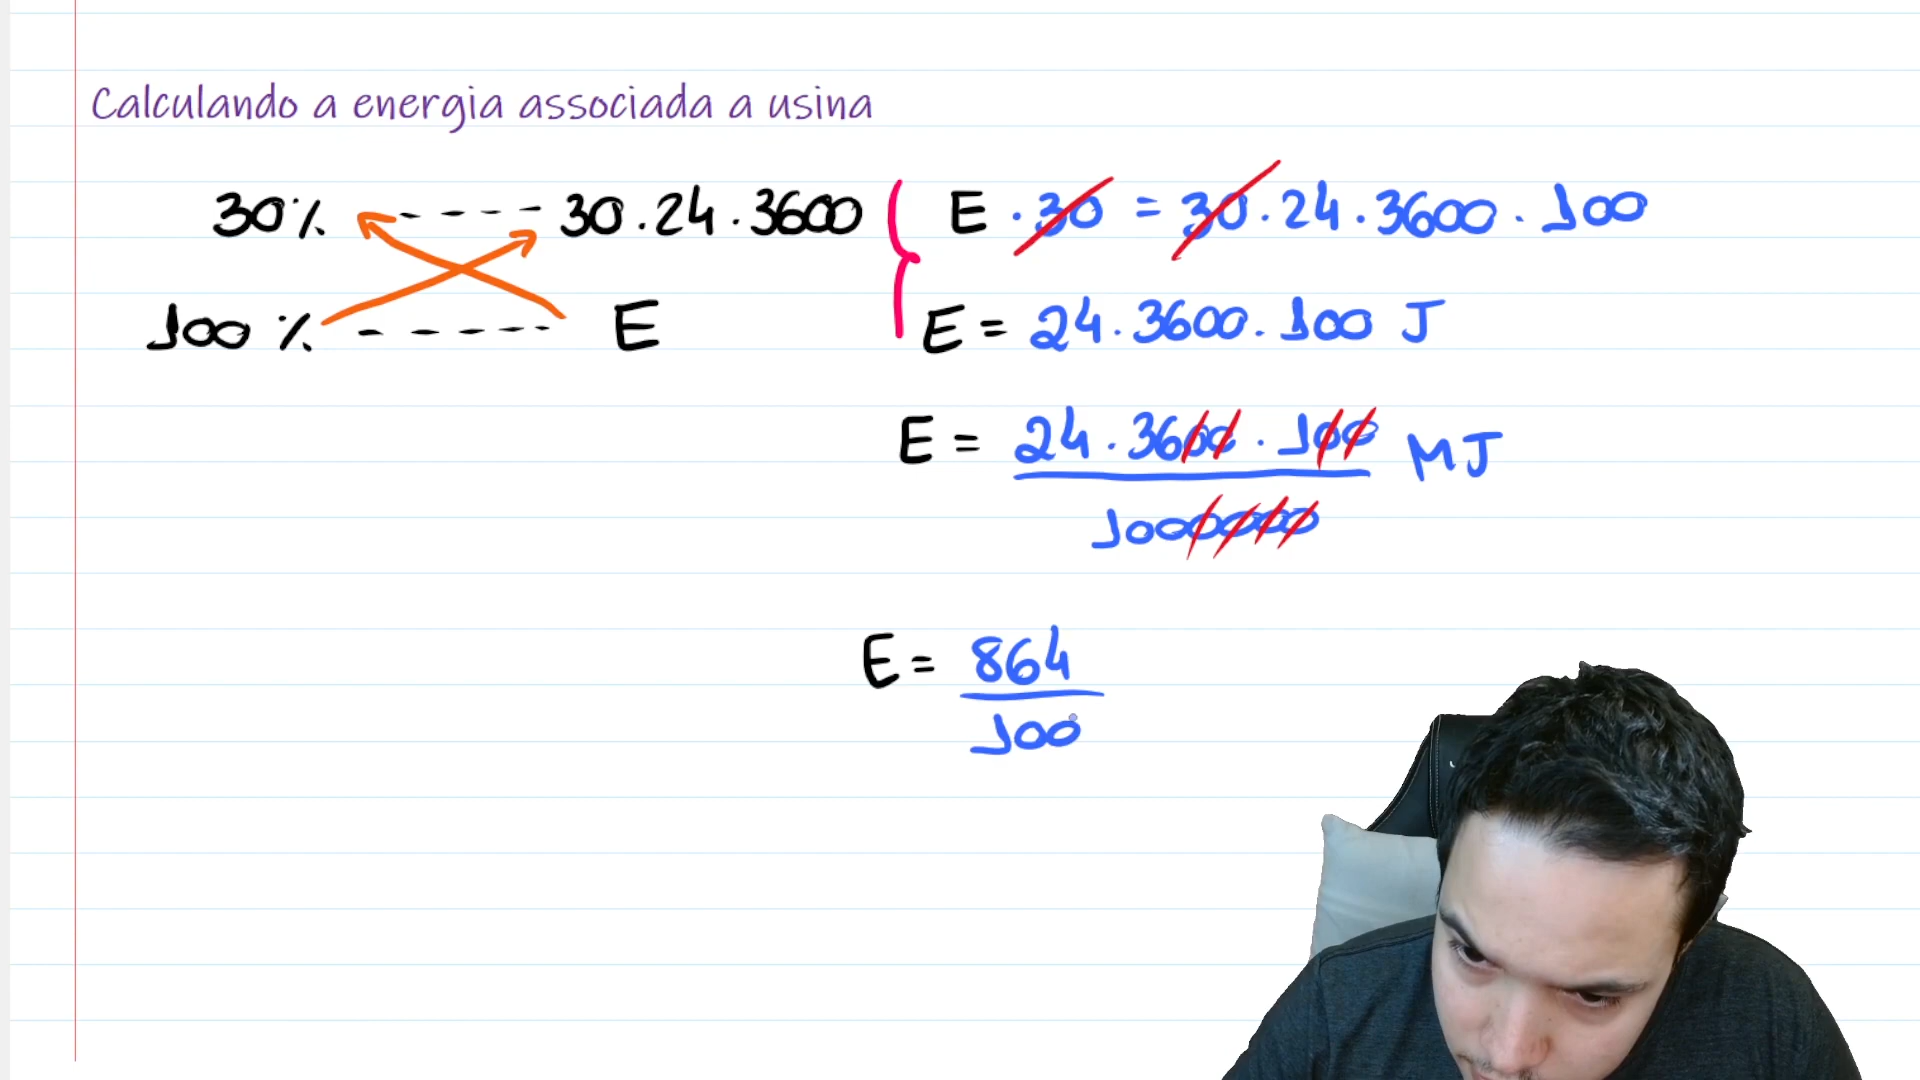 Calculando a energia associada a usina
30% ----- 30.24.3600
100% ----- E
E . 30 = 30.24.3600.100
E = 24.3600.100 J
E = 24.3600.100 MJ
1000000
E = 864
100